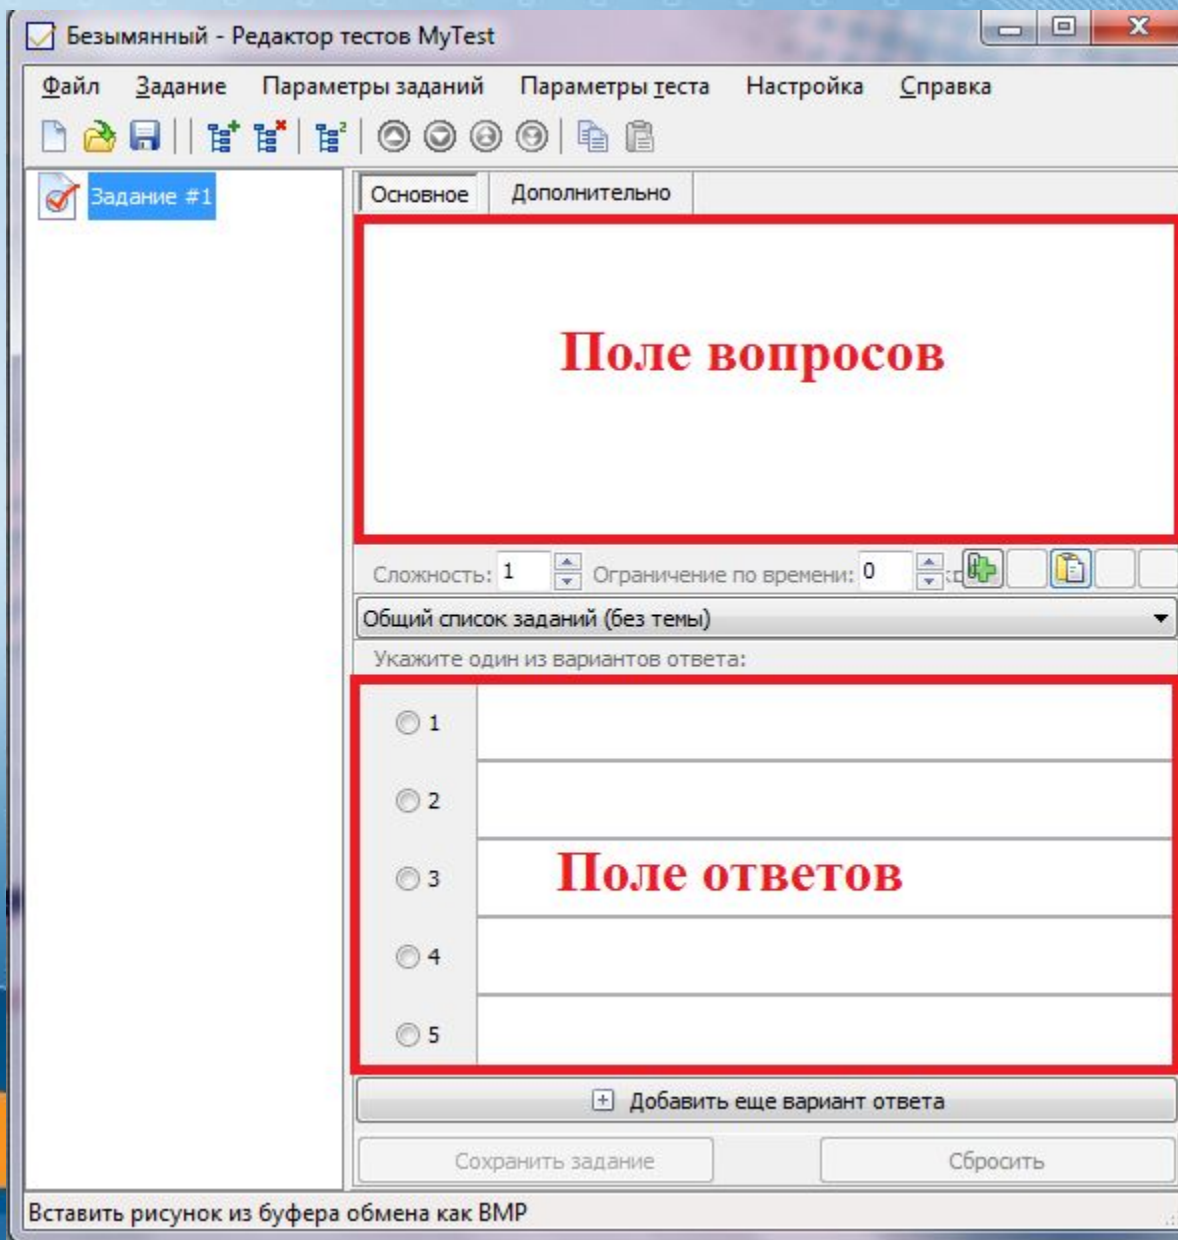 Безымянный - Редактор тестов MyTest
Файл Задание Параметры заданий Параметры теста Настройка Справка
Задание #1
Основное Дополнительно
Поле вопросов
Сложность: 1 Ограничение по времени: 0
Общий список заданий (без темы)
Укажите один из вариантов ответа:
1
2
3
Поле ответов
4
5
Добавить еще вариант ответа
Сохранить задание Сбросить
Вставить рисунок из буфера обмена как BMP